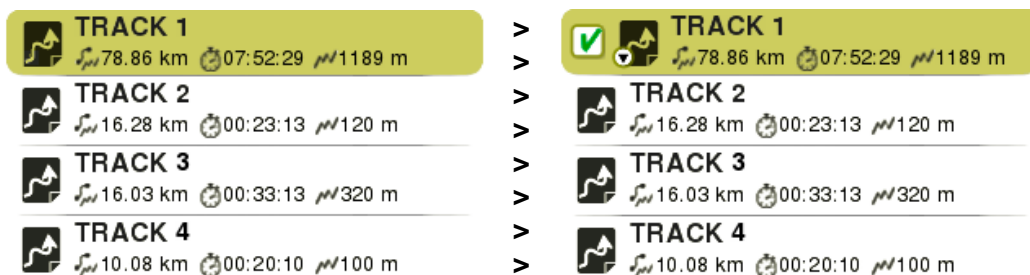 TRACK 1
78.86 km 07:52:29 1189 m
TRACK 2
16.28 km 00:23:13 120 m
TRACK 3
16.03 km 00:33:13 320 m
TRACK 4
10.08 km 00:20:10 100 m
>
>
>
>
>
>
>
>
TRACK 1
78.86 km 07:52:29 1189 m
TRACK 2
16.28 km 00:23:13 120 m
TRACK 3
16.03 km 00:33:13 320 m
TRACK 4
10.08 km 00:20:10 100 m